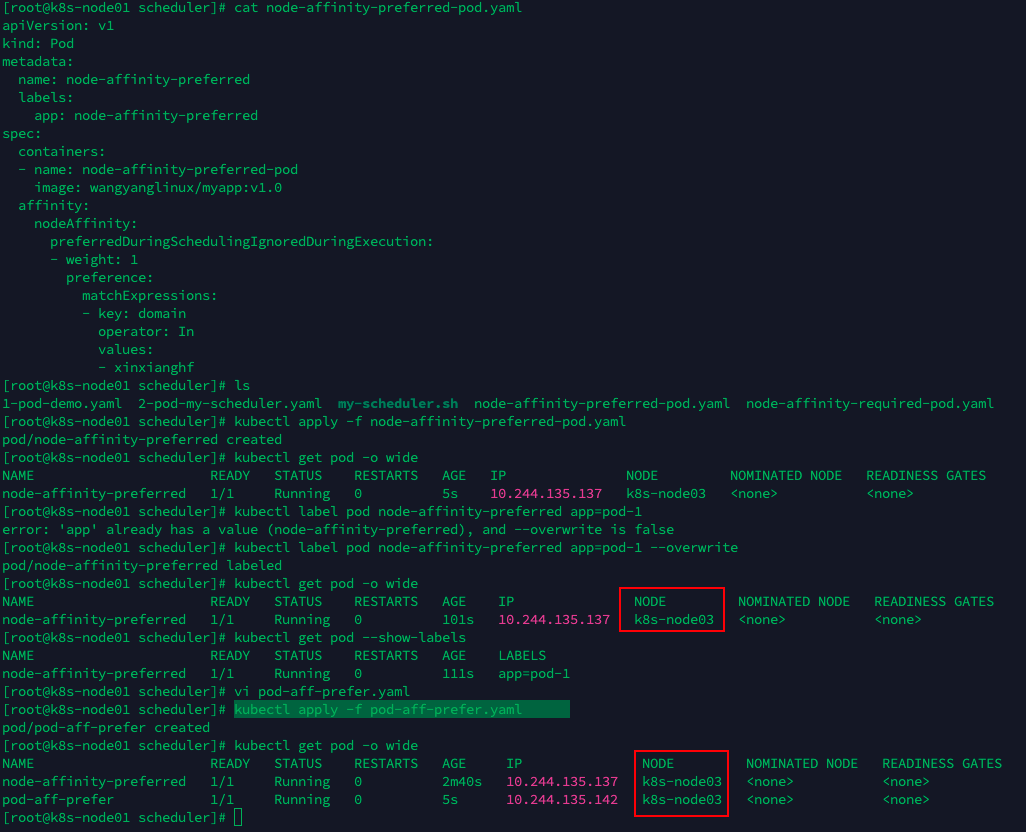 [root@k8s-node01 scheduler]# cat node-affinity-preferred-pod.yaml
apiVersion: v1
kind: Pod
metadata:
  name: node-affinity-preferred
  labels:
    app: node-affinity-preferred
spec:
  containers:
  - name: node-affinity-preferred-pod
    image: wangyanglinux/myapp:v1.0
  affinity:
    nodeAffinity:
      preferredDuringSchedulingIgnoredDuringExecution:
      - weight: 1
        preference:
          matchExpressions:
          - key: domain
            operator: In
            values:
            - xinxianghf
[root@k8s-node01 scheduler]# ls
1-pod-demo.yaml  2-pod-my-scheduler.yaml  my-scheduler.sh  node-affinity-preferred-pod.yaml  node-affinity-required-pod.yaml
[root@k8s-node01 scheduler]# kubectl apply -f node-affinity-preferred-pod.yaml
pod/node-affinity-preferred created
[root@k8s-node01 scheduler]# kubectl get pod -o wide
NAME                      READY   STATUS    RESTARTS   AGE   IP               NODE         NOMINATED NODE   READINESS GATES
node-affinity-preferred   1/1     Running   0          5s    10.244.135.137   k8s-node03   <none>           <none>
[root@k8s-node01 scheduler]# kubectl label pod node-affinity-preferred app=pod-1
error: 'app' already has a value (node-affinity-preferred), and --overwrite is false
[root@k8s-node01 scheduler]# kubectl label pod node-affinity-preferred app=pod-1 --overwrite
pod/node-affinity-preferred labeled
[root@k8s-node01 scheduler]# kubectl get pod -o wide
NAME                      READY   STATUS    RESTARTS   AGE    IP               NODE         NOMINATED NODE   READINESS GATES
node-affinity-preferred   1/1     Running   0          101s   10.244.135.137   k8s-node03   <none>           <none>
[root@k8s-node01 scheduler]# kubectl get pod --show-labels
NAME                      READY   STATUS    RESTARTS   AGE    LABELS
node-affinity-preferred   1/1     Running   0          111s   app=pod-1
[root@k8s-node01 scheduler]# vi pod-aff-prefer.yaml
[root@k8s-node01 scheduler]# kubectl apply -f pod-aff-prefer.yaml
pod/pod-aff-prefer created
[root@k8s-node01 scheduler]# kubectl get pod -o wide
NAME                      READY   STATUS    RESTARTS   AGE     IP               NODE         NOMINATED NODE   READINESS GATES
node-affinity-preferred   1/1     Running   0          2m40s   10.244.135.137   k8s-node03   <none>           <none>
pod-aff-prefer            1/1     Running   0          5s      10.244.135.142   k8s-node03   <none>           <none>
[root@k8s-node01 scheduler]#